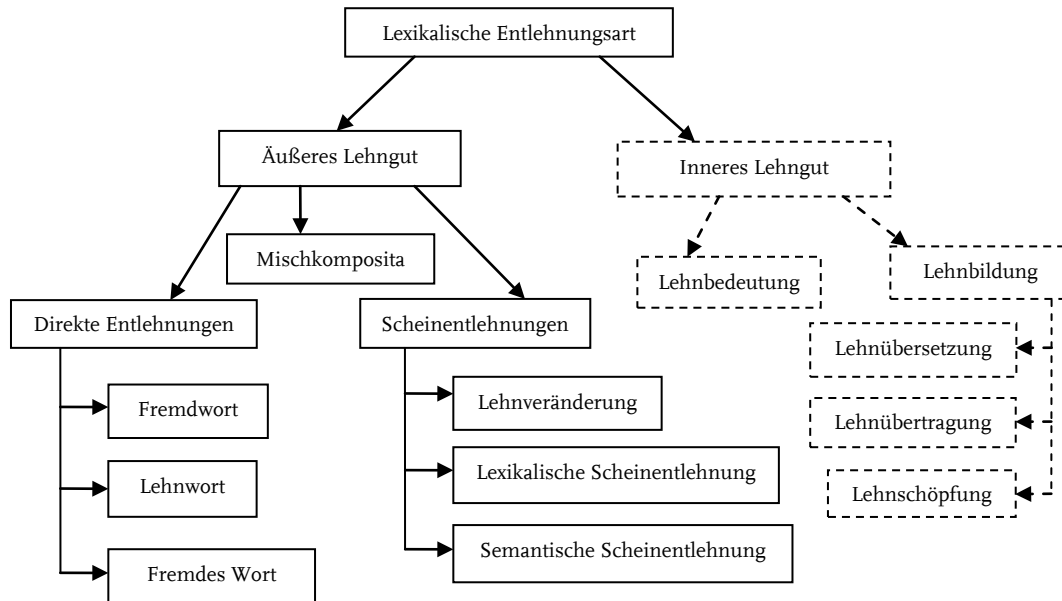 Lexikalische Entlehnungsart
Äußeres Lehngut
Inneres Lehngut
Mischkomposita
Lehnbedeutung
Lehnbildung
Direkte Entlehnungen
Scheinentlehnungen
Lehnübersetzung
Fremdwort
Lehnveränderung
Lehnübertragung
Lehnwort
Lexikalische Scheinentlehnung
Lehnschöpfung
Fremdes Wort
Semantische Scheinentlehnung